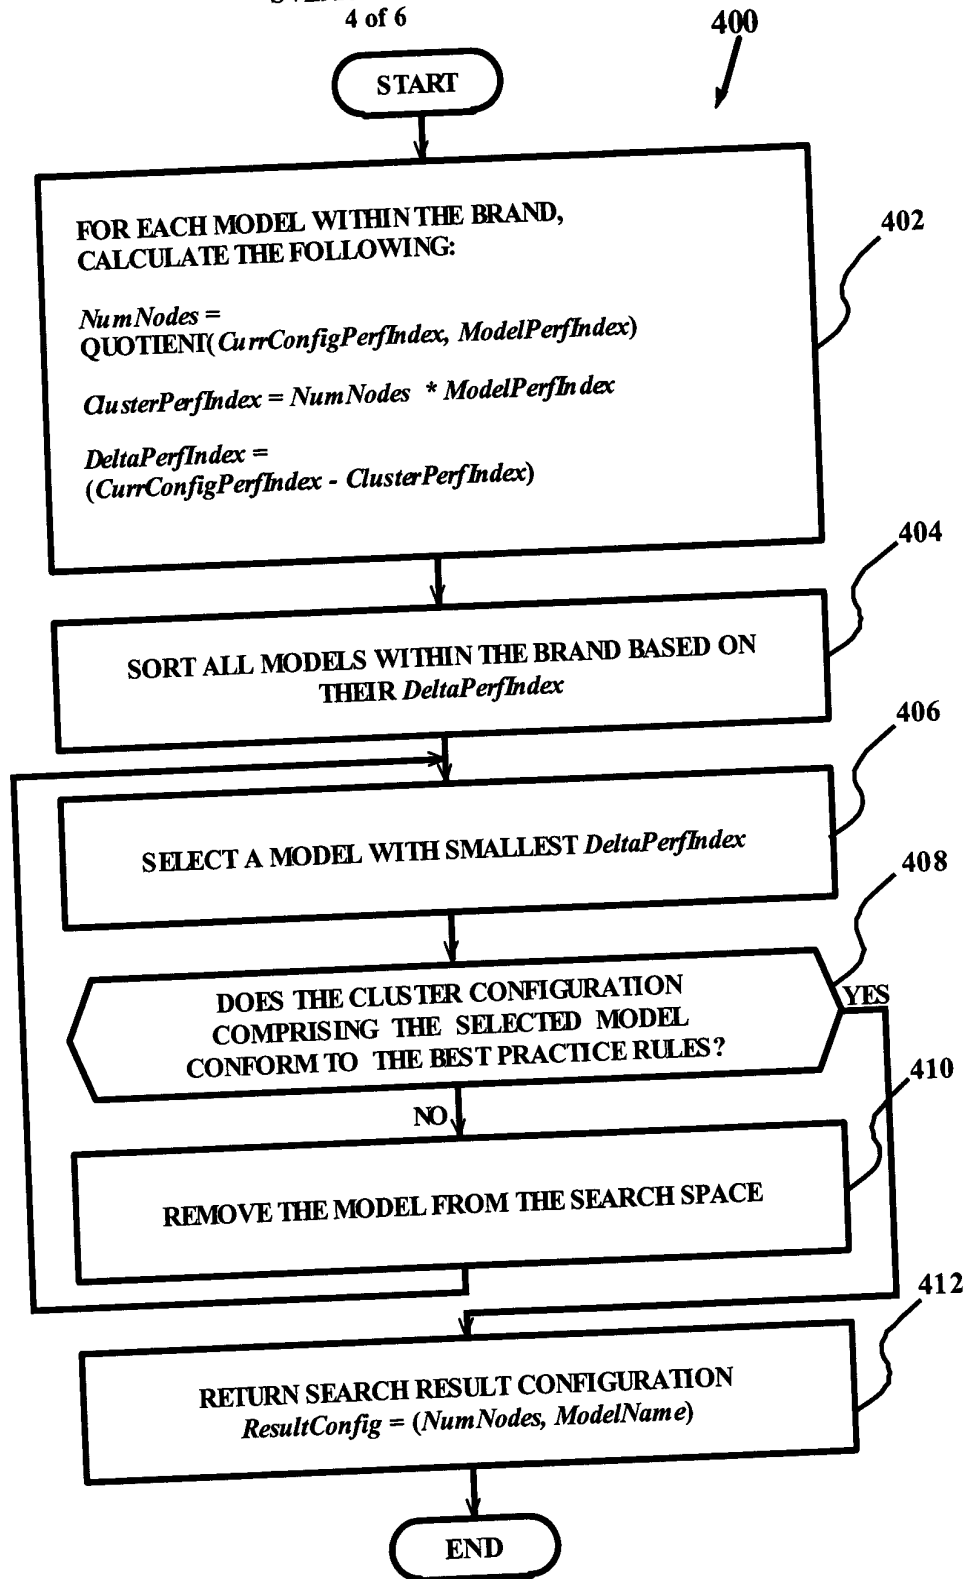 4 of 6
400
START
FOR EACH MODEL WITHIN THE BRAND,
CALCULATE THE FOLLOWING:
402
NumNodes =
QUOTIENT(CurrConfigPerfIndex, ModelPerfIndex)
ClusterPerfIndex = NumNodes * ModelPerfIndex
DeltaPerfIndex =
(CurrConfigPerfIndex - ClusterPerfIndex)
404
SORT ALL MODELS WITHIN THE BRAND BASED ON
THEIR DeltaPerfIndex
406
SELECT A MODEL WITH SMALLEST DeltaPerfIndex
408
DOES THE CLUSTER CONFIGURATION
COMPRISING THE SELECTED MODEL
CONFORM TO THE BEST PRACTICE RULES?
YES
NO
410
REMOVE THE MODEL FROM THE SEARCH SPACE
412
RETURN SEARCH RESULT CONFIGURATION
ResultConfig = (NumNodes, ModelName)
END